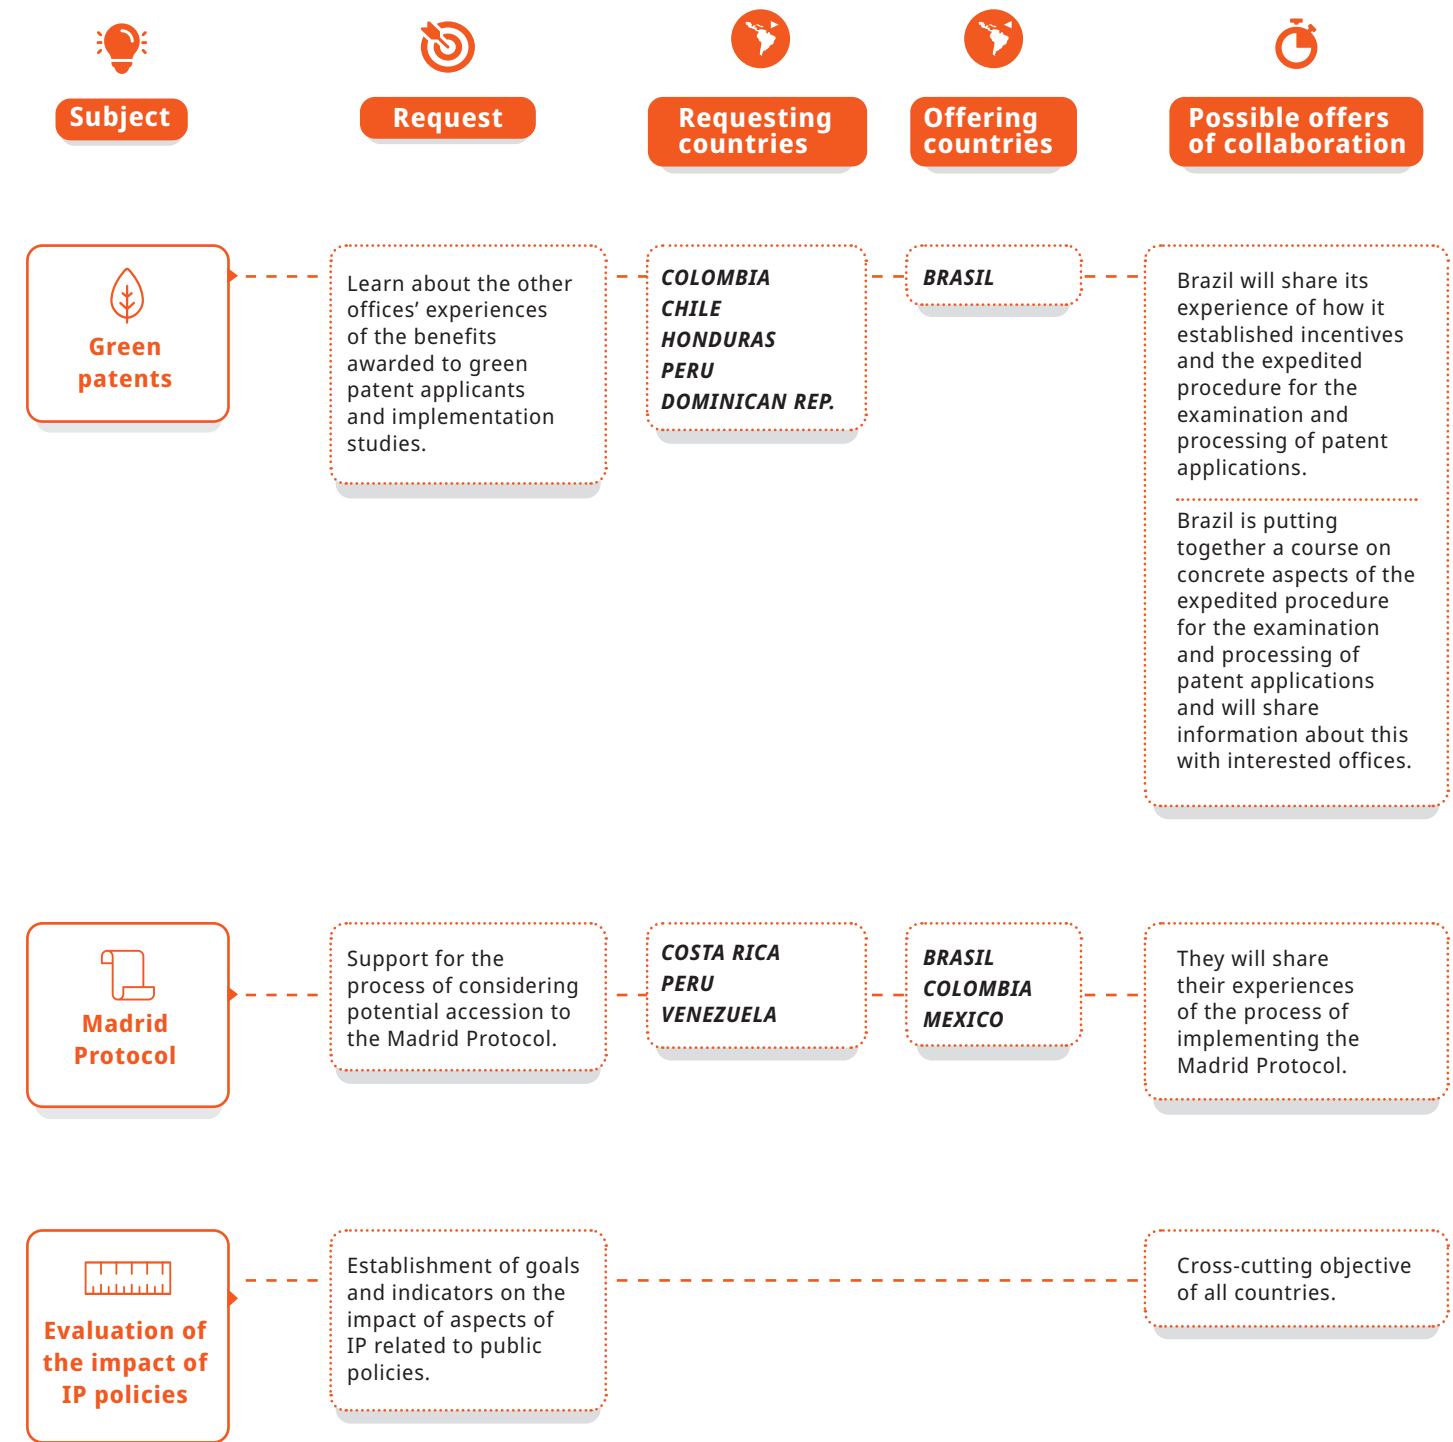 Subject
Request
Requesting
countries
Offering
countries
Possible offers
of collaboration
Green
patents
Learn about the other
offices’ experiences
of the benefits
awarded to green
patent applicants
and implementation
studies.
COLOMBIA
CHILE
HONDURAS
PERU
DOMINICAN REP.
BRASIL
Brazil will share its
experience of how it
established incentives
and the expedited
procedure for the
examination and
processing of patent
applications.
Brazil is putting
together a course on
concrete aspects of the
expedited procedure
for the examination
and processing of
patent applications
and will share
information about this
with interested offices.
Madrid
Protocol
Support for the
process of considering
potential accession to
the Madrid Protocol.
COSTA RICA
PERU
VENEZUELA
BRASIL
COLOMBIA
MEXICO
They will share
their experiences
of the process of
implementing the
Madrid Protocol.
Evaluation of
the impact of
IP policies
Establishment of goals
and indicators on the
impact of aspects of
IP related to public
policies.
Cross-cutting objective
of all countries.